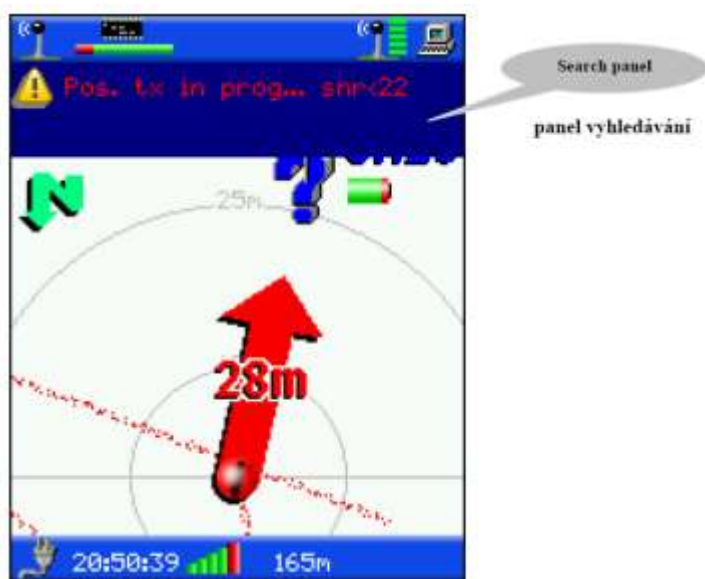 Pos. tx in prog... shr<22
Search panel
panel vyhledávání
N
25m
28m
20:50:39
165m